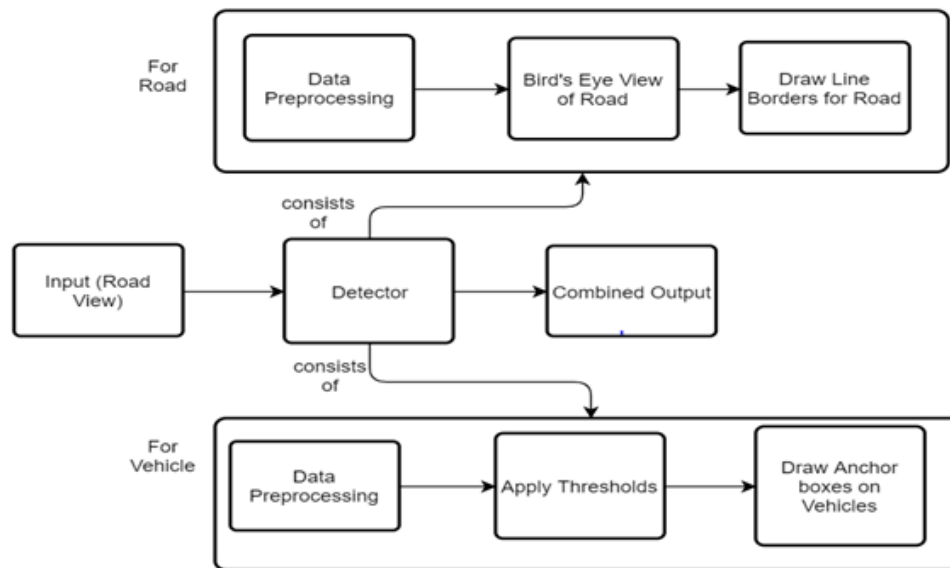 For
Road
Data
Preprocessing
Bird's Eye View
of Road
Draw Line
Borders for Road
consists
of
Input (Road
View)
Detector
Combined Output
consists
of
For
Vehicle
Data
Preprocessing
Apply Thresholds
Draw Anchor
boxes on
Vehicles